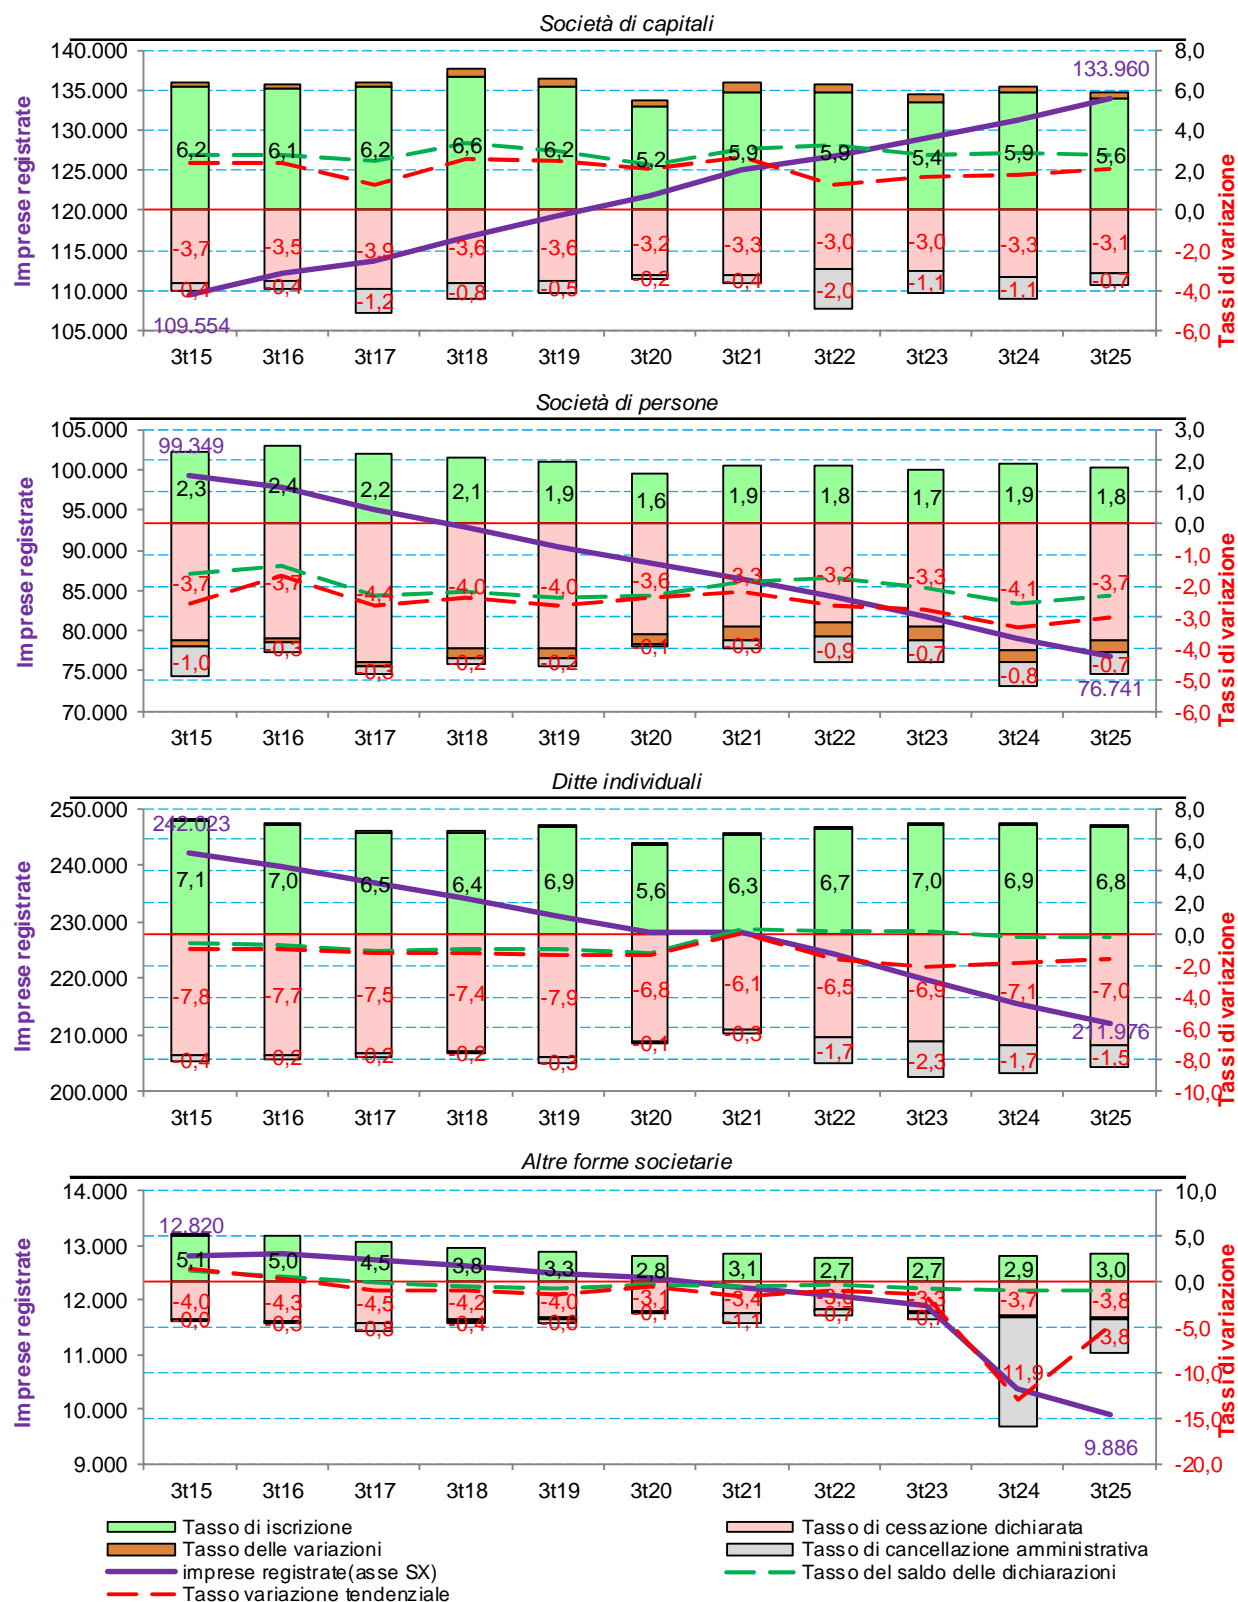 Società di capitali
140.000
135.000
130.000
125.000
120.000
115.000
110.000
105.000
Imprese registrate
8,0
6,0
4,0
2,0
0,0
-2,0
-4,0
-6,0
Tassi di variazione
133.960
109.554
6,2 6,1 6,2 6,6 6,2 5,2 5,9 5,9 5,4 5,9 5,6
-3,7 -3,5 -3,9 -3,6 -3,6 -3,2 -3,3 -3,0 -3,0 -3,3 -3,1
-0,4 -0,4 -1,2 -0,8 -0,5 -0,2 -0,4 -2,0 -1,1 -1,1 -0,7
3t15 3t16 3t17 3t18 3t19 3t20 3t21 3t22 3t23 3t24 3t25
Società di persone
105.000
100.000
95.000
90.000
85.000
80.000
75.000
70.000
Imprese registrate
3,0
2,0
1,0
0,0
-1,0
-2,0
-3,0
-4,0
-5,0
-6,0
Tassi di variazione
99.349
76.741
2,3 2,4 2,2 2,1 1,9 1,6 1,9 1,8 1,7 1,9 1,8
-3,7 -3,7 -4,4 -4,0 -4,0 -3,6 -3,3 -3,2 -3,3 -4,1 -3,7
-1,0 -0,3 -0,3 -0,2 -0,2 -0,1 -0,3 -0,9 -0,7 -0,8 -0,7
3t15 3t16 3t17 3t18 3t19 3t20 3t21 3t22 3t23 3t24 3t25
Ditte individuali
250.000
240.000
230.000
220.000
210.000
200.000
Imprese registrate
8,0
6,0
4,0
2,0
0,0
-2,0
-4,0
-6,0
-8,0
-10,0
Tassi di variazione
242.023
211.976
7,1 7,0 6,5 6,4 6,9 5,6 6,3 6,7 7,0 6,9 6,8
-7,8 -7,7 -7,5 -7,4 -7,9 -6,8 -6,1 -6,5 -6,9 -7,1 -7,0
-0,4 -0,2 -0,2 -0,2 -0,3 -0,1 -0,3 -1,7 -2,3 -1,7 -1,5
3t15 3t16 3t17 3t18 3t19 3t20 3t21 3t22 3t23 3t24 3t25
Altre forme societarie
14.000
13.000
12.000
11.000
10.000
9.000
Imprese registrate
10,0
5,0
0,0
-5,0
-10,0
-15,0
-20,0
Tassi di variazione
12.820
9.886
5,1 5,0 4,5 3,8 3,3 2,8 3,1 2,7 2,7 2,9 3,0
-4,0 -4,3 -4,5 -4,2 -4,0 -3,1 -3,4 -3,3 -3,7 -3,8
-0,0 -0,3 -0,8 -0,4 -0,1 -1,1 -0,7 -0,7 11,9 3,8
3t15 3t16 3t17 3t18 3t19 3t20 3t21 3t22 3t23 3t24 3t25
Tasso di iscrizione
Tasso di cessazione dichiarata
Tasso delle variazioni
Tasso di cancellazione amministrativa
imprese registrate(asse SX)
Tasso del saldo delle dichiarazioni
Tasso variazione tendenziale